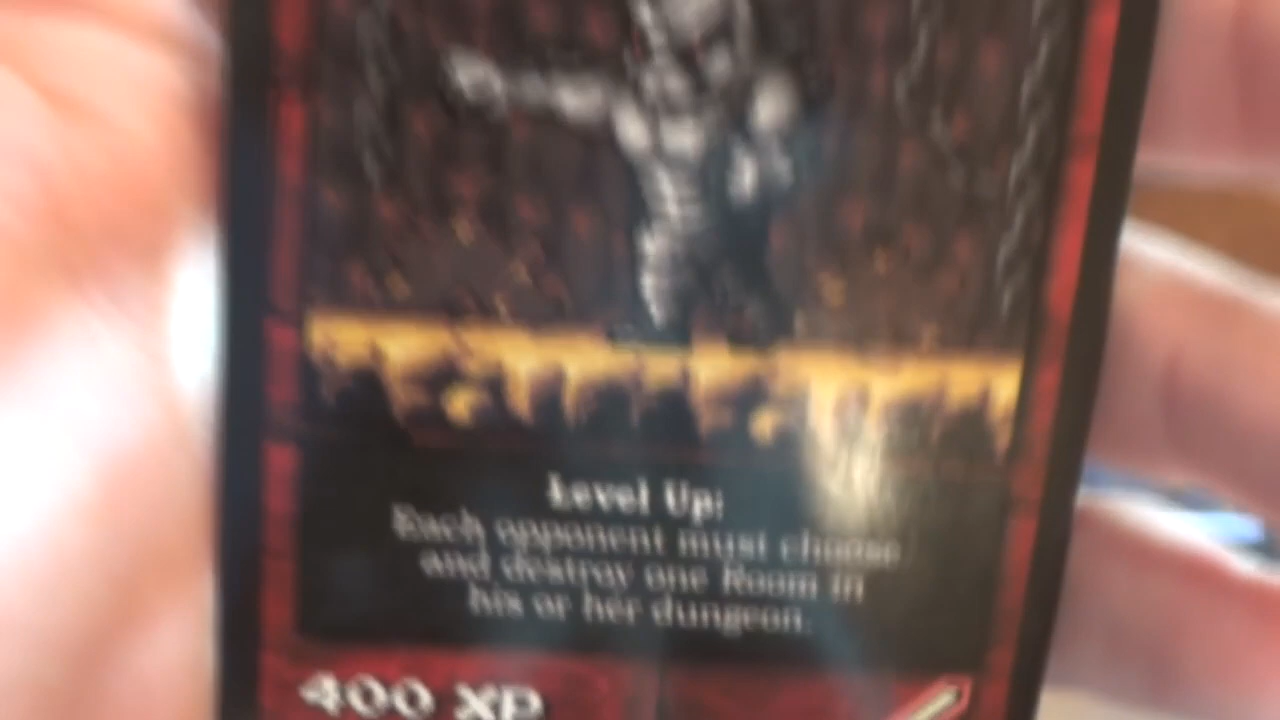 Level Up:
Each opponent must choose
and destroy one Room in
his or her dungeon.
400 XP